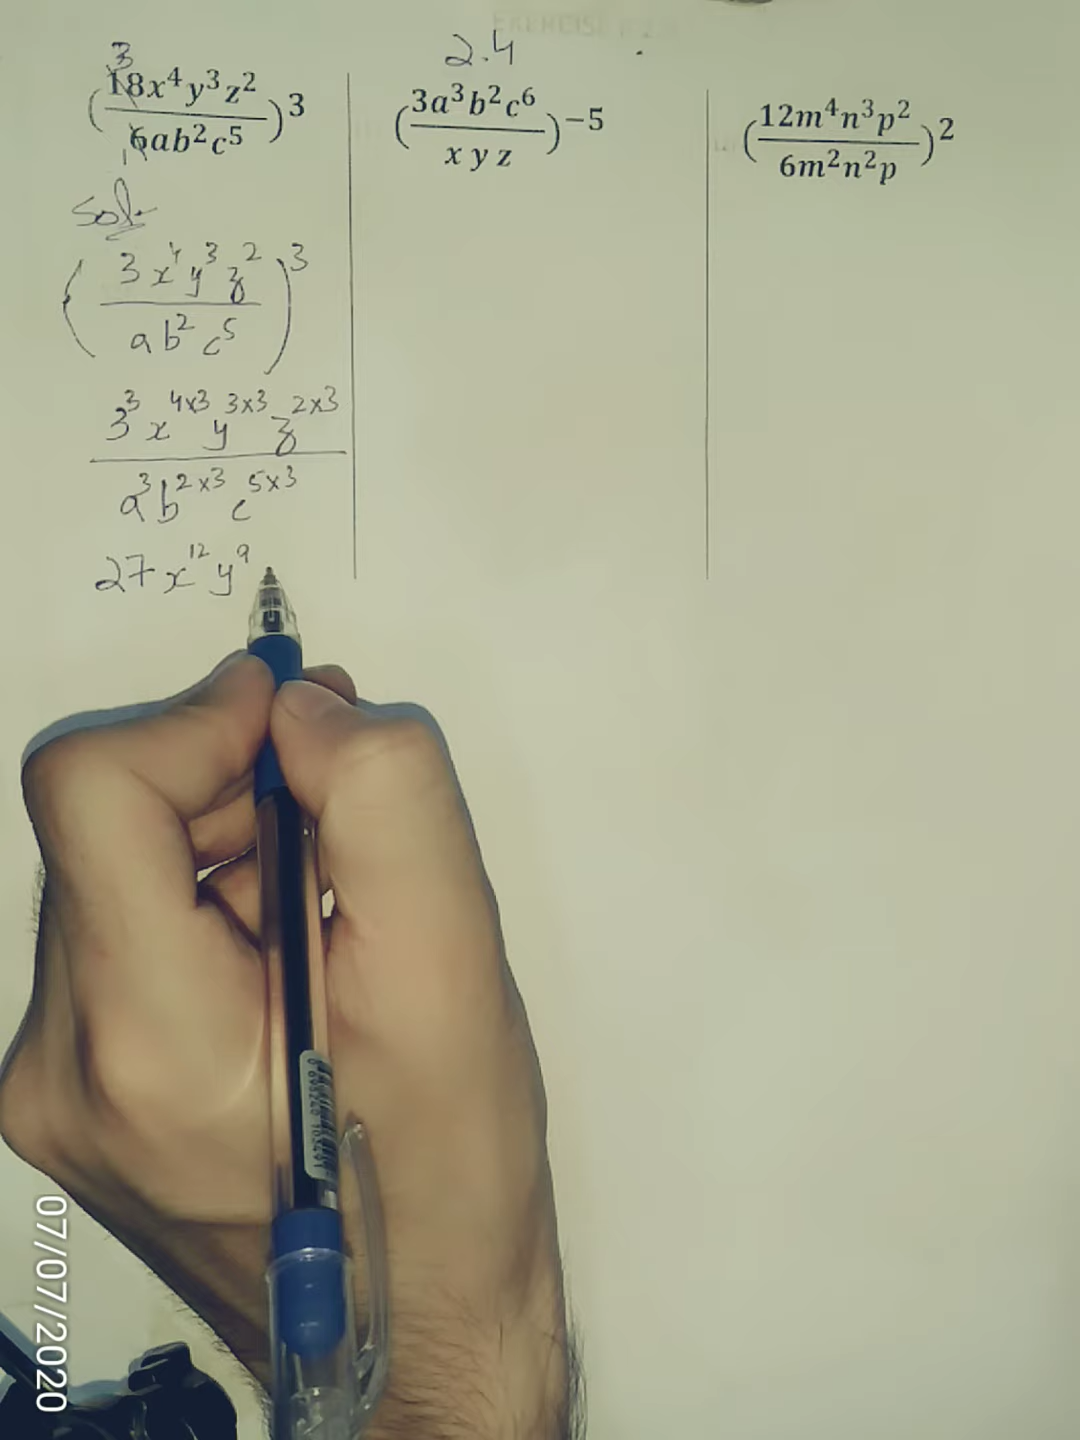 EXERCISE
2.4
(18x⁴y³z² / 6ab²c⁵)³
3
1
(3a³b²c⁶ / x y z)⁻⁵
(12m⁴n³p² / 6m²n²p)²
Sol:-
(3x⁴y³z² / ab²c⁵)³
3³x⁴ˣ³y³ˣ³z²ˣ³
a³b²ˣ³c⁵ˣ³
27x¹²y⁹
07/07/2020